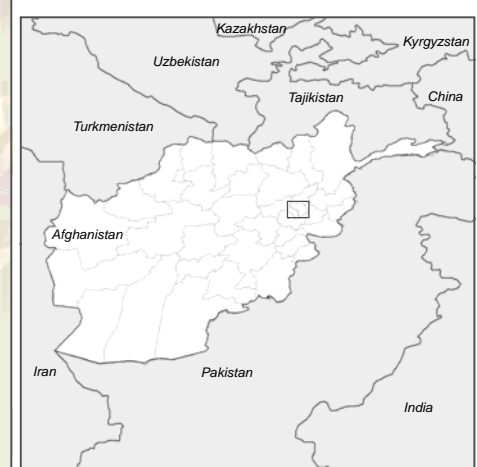 Kazakhstan
Kyrgyzstan
Uzbekistan
Tajikistan
China
Turkmenistan
Afghanistan
Iran
Pakistan
India